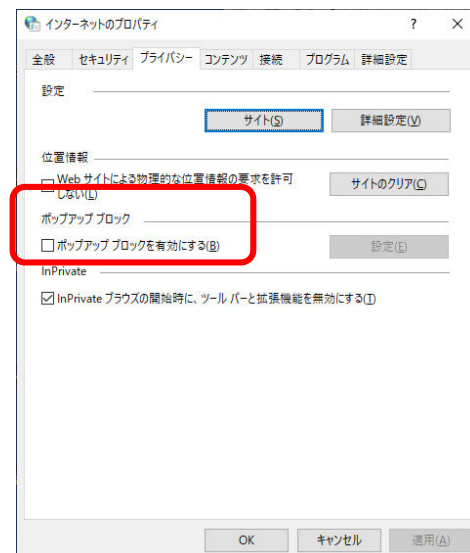 インターネットのプロパティ ? ×
全般 セキュリティ プライバシー コンテンツ 接続 プログラム 詳細設定
設定
サイト(S) 詳細設定(V)
位置情報
Web サイトによる物理的な位置情報の要求を許可 サイトのクリア(C)
しない(L)
ポップアップ ブロック
ポップアップ ブロックを有効にする(B) 設定(E)
InPrivate
InPrivate ブラウズの開始時に、ツール バーと拡張機能を無効にする(T)
OK キャンセル 適用(A)